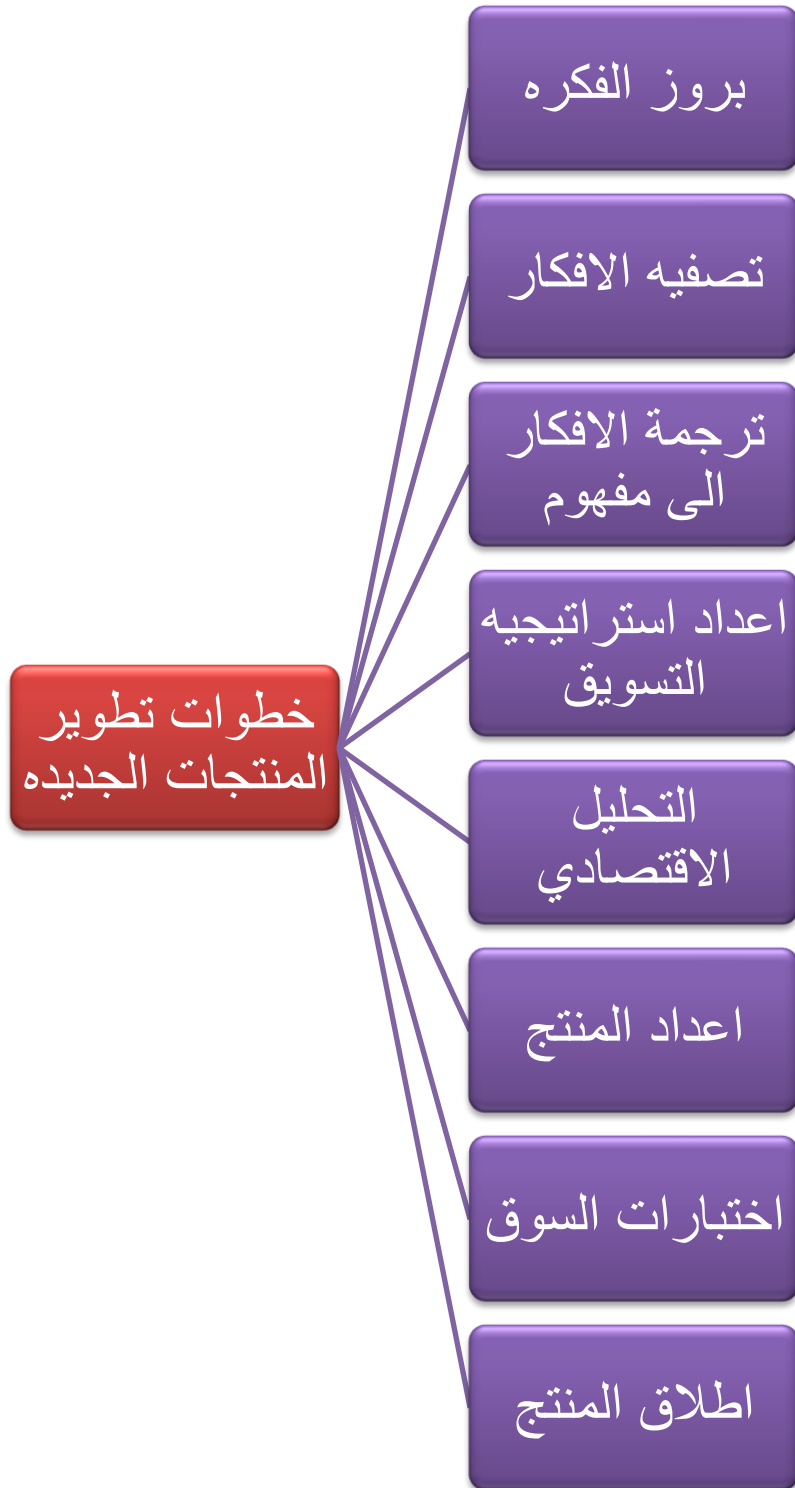 بروز الفكره
تصفيه الافكار
ترجمة الافكار
الى مفهوم
اعداد استراتيجيه
التسويق
خطوات تطوير
المنتجات الجديده
التحليل
الاقتصادي
اعداد المنتج
اختبارات السوق
اطلاق المنتج